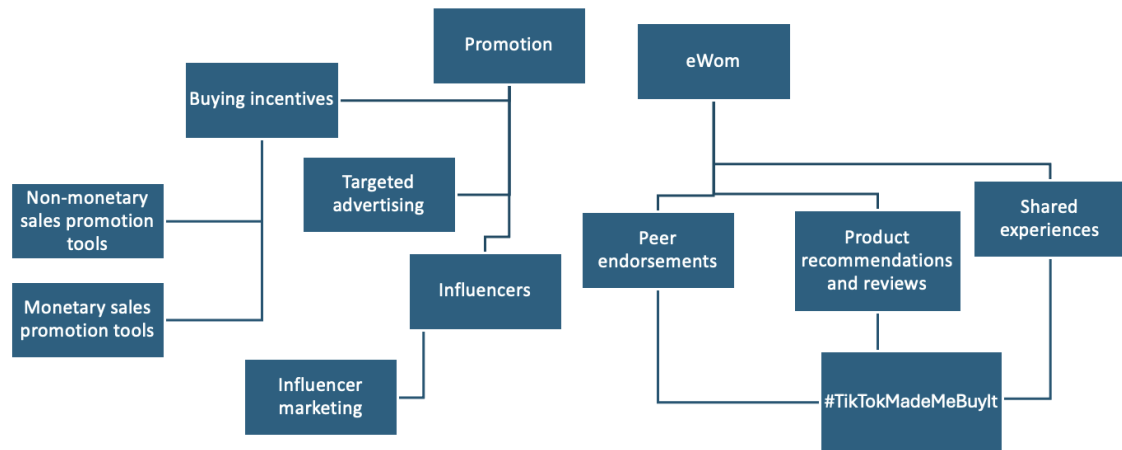 Promotion
eWom
Buying incentives
Targeted
advertising
Non-monetary
sales promotion
tools
Shared
experiences
Peer
endorsements
Product
recommendations
and reviews
Influencers
Monetary sales
promotion tools
Influencer
marketing
#TikTokMadeMeBuyIt